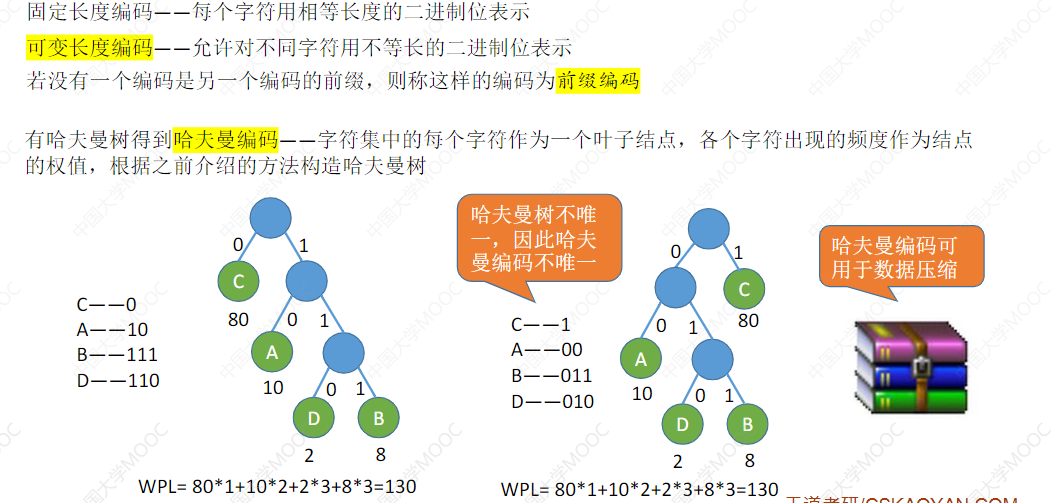 固定长度编码——每个字符用相等长度的二进制位表示
可变长度编码——允许对不同字符用不等长的二进制位表示
若没有一个编码是另一个编码的前缀，则称这样的编码为前缀编码
有哈夫曼树得到哈夫曼编码——字符集中的每个字符作为一个叶子结点，各个字符出现的频度作为结点
的权值，根据之前介绍的方法构造哈夫曼树
0
1
C
80
0
1
A
10
0
1
D
B
2
8
C——0
A——10
B——111
D——110
WPL= 80*1+10*2+2*3+8*3=130
哈夫曼树不唯
一，因此哈夫
曼编码不唯一
0
1
C
80
0
1
A
10
0
1
D
B
2
8
C——1
A——00
B——011
D——010
WPL= 80*1+10*2+2*3+8*3=130
哈夫曼编码可
用于数据压缩
王道考研/CSKAOYAN.COM
中国大学MOOC